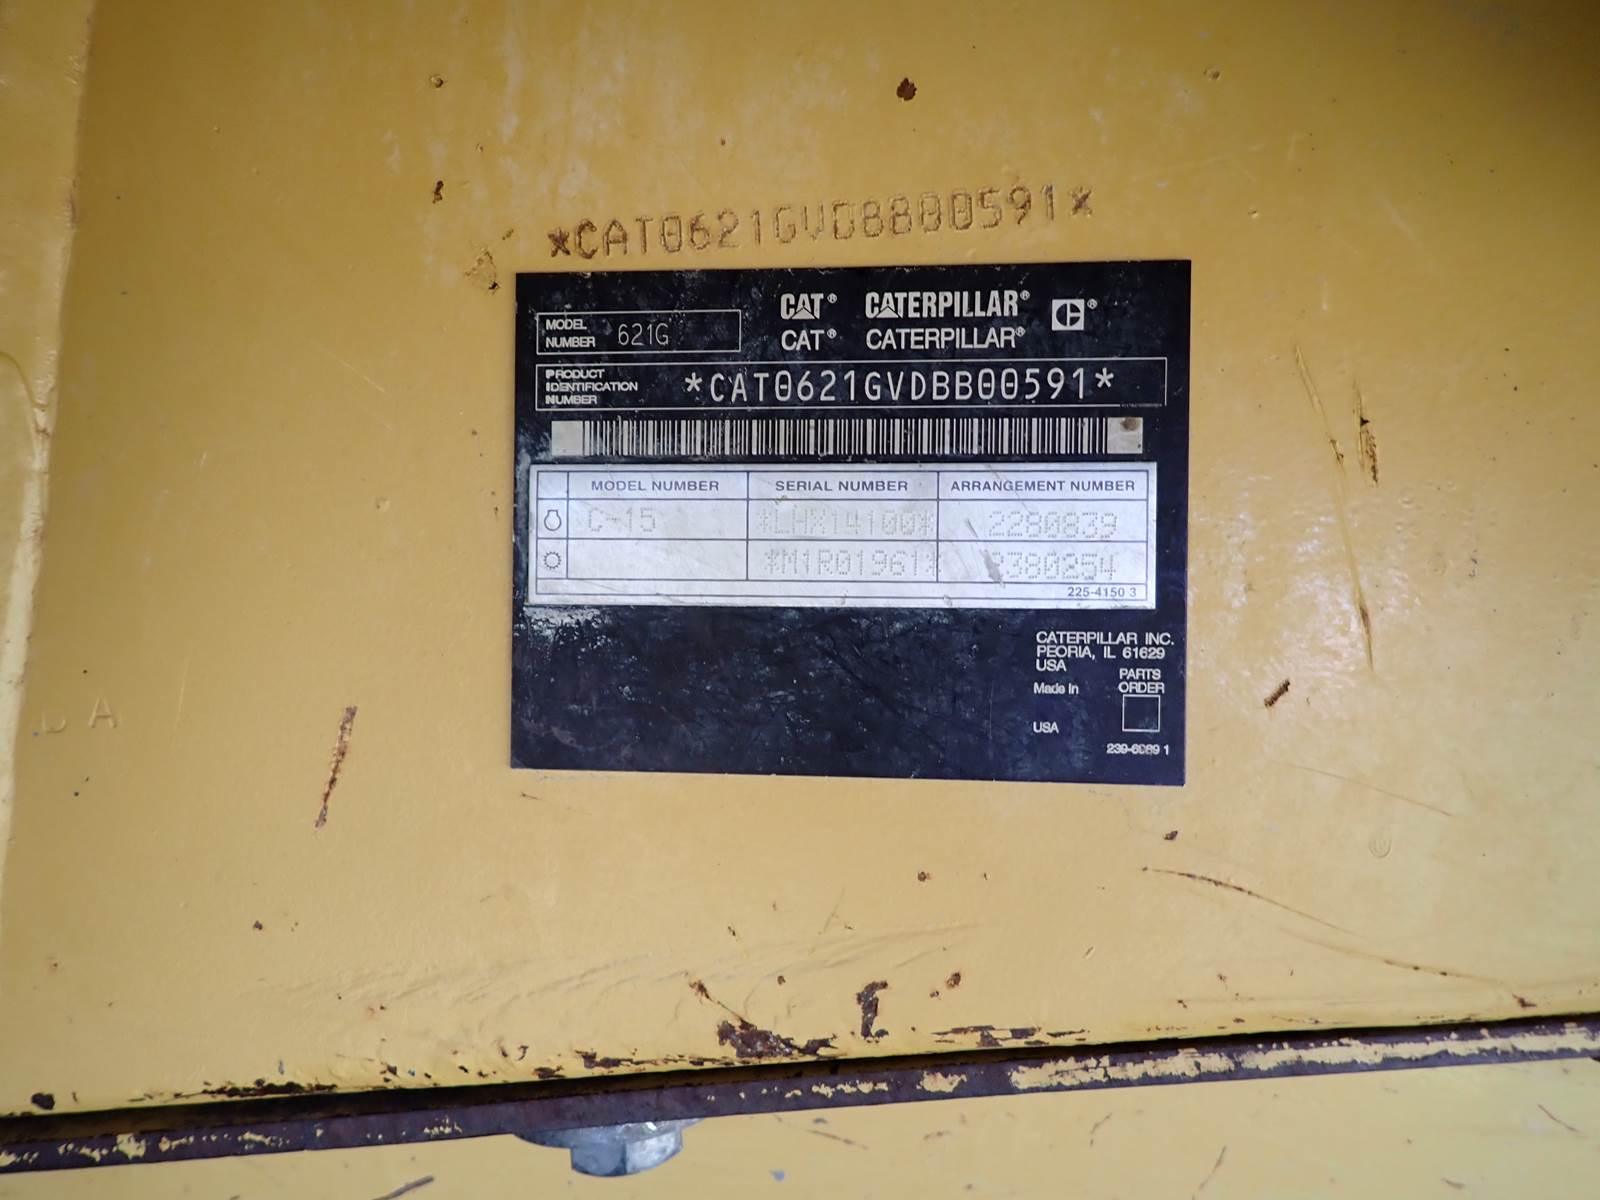 *CAT0621GVDBB00591*
CAT® CATERPILLAR®
MODEL NUMBER 621G
CAT® CATERPILLAR®
PRODUCT IDENTIFICATION NUMBER *CAT0621GVDBB00591*
MODEL NUMBER SERIAL NUMBER ARRANGEMENT NUMBER
C-15 *LHX14100* 2280839
*M1R01961* 2380254
225-4150 3
CATERPILLAR INC.
PEORIA, IL 61629
USA
PARTS ORDER
Made in
USA
239-6089 1